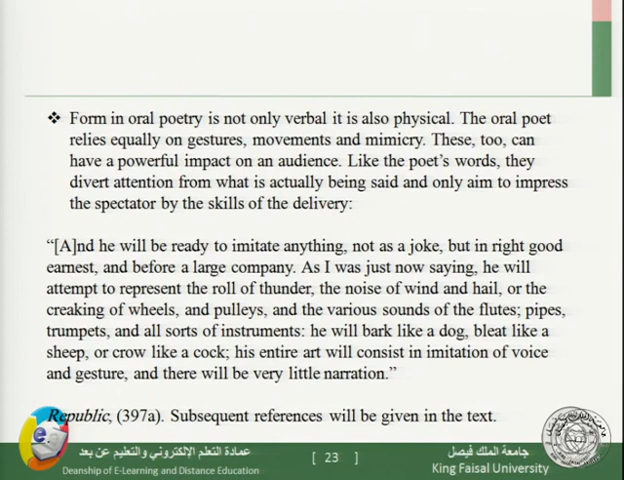 ❖ Form in oral poetry is not only verbal it is also physical. The oral poet
relies equally on gestures, movements and mimicry. These, too, can
have a powerful impact on an audience. Like the poet’s words, they
divert attention from what is actually being said and only aim to impress
the spectator by the skills of the delivery:
“[A]nd he will be ready to imitate anything, not as a joke, but in right good
earnest, and before a large company. As I was just now saying, he will
attempt to represent the roll of thunder, the noise of wind and hail, or the
creaking of wheels, and pulleys, and the various sounds of the flutes; pipes,
trumpets, and all sorts of instruments: he will bark like a dog, bleat like a
sheep, or crow like a cock; his entire art will consist in imitation of voice
and gesture, and there will be very little narration.”
Republic, (397a). Subsequent references will be given in the text.
عمادة التعلم الإلكتروني والتعليم عن بعد
Deanship of E-Learning and Distance Education
[ 23 ]
جامعة الملك فيصل
King Faisal University